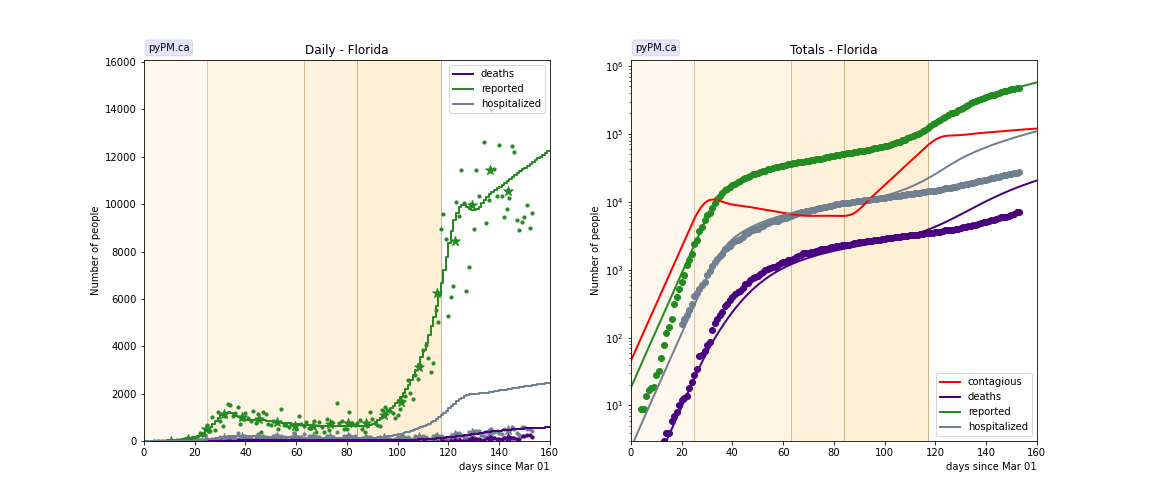 pyPM.ca
Daily - Florida
Number of people
16000
14000
12000
10000
8000
6000
4000
2000
0
deaths
reported
hospitalized
0 20 40 60 80 100 120 140 160
days since Mar 01
pyPM.ca
Totals - Florida
Number of people
10⁶
10⁵
10⁴
10³
10²
10¹
contagious
deaths
reported
hospitalized
0 20 40 60 80 100 120 140 160
days since Mar 01